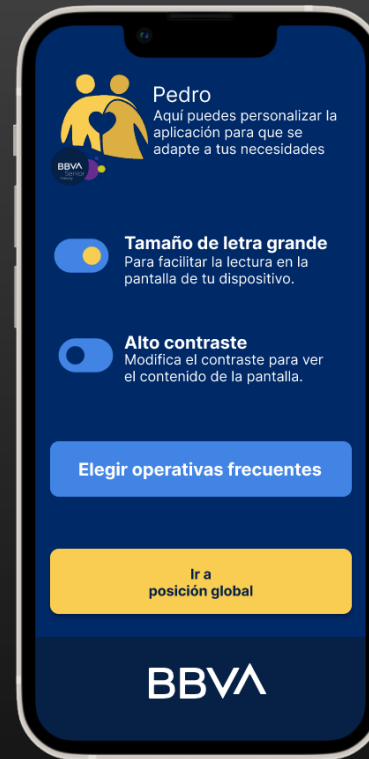 Pedro
Aquí puedes personalizar la
aplicación para que se
adapte a tus necesidades
BBVA
Senior
Tamaño de letra grande
Para facilitar la lectura en la
pantalla de tu dispositivo.
Alto contraste
Modifica el contraste para ver
el contenido de la pantalla.
Elegir operativas frecuentes
Ir a
posición global
BBVA